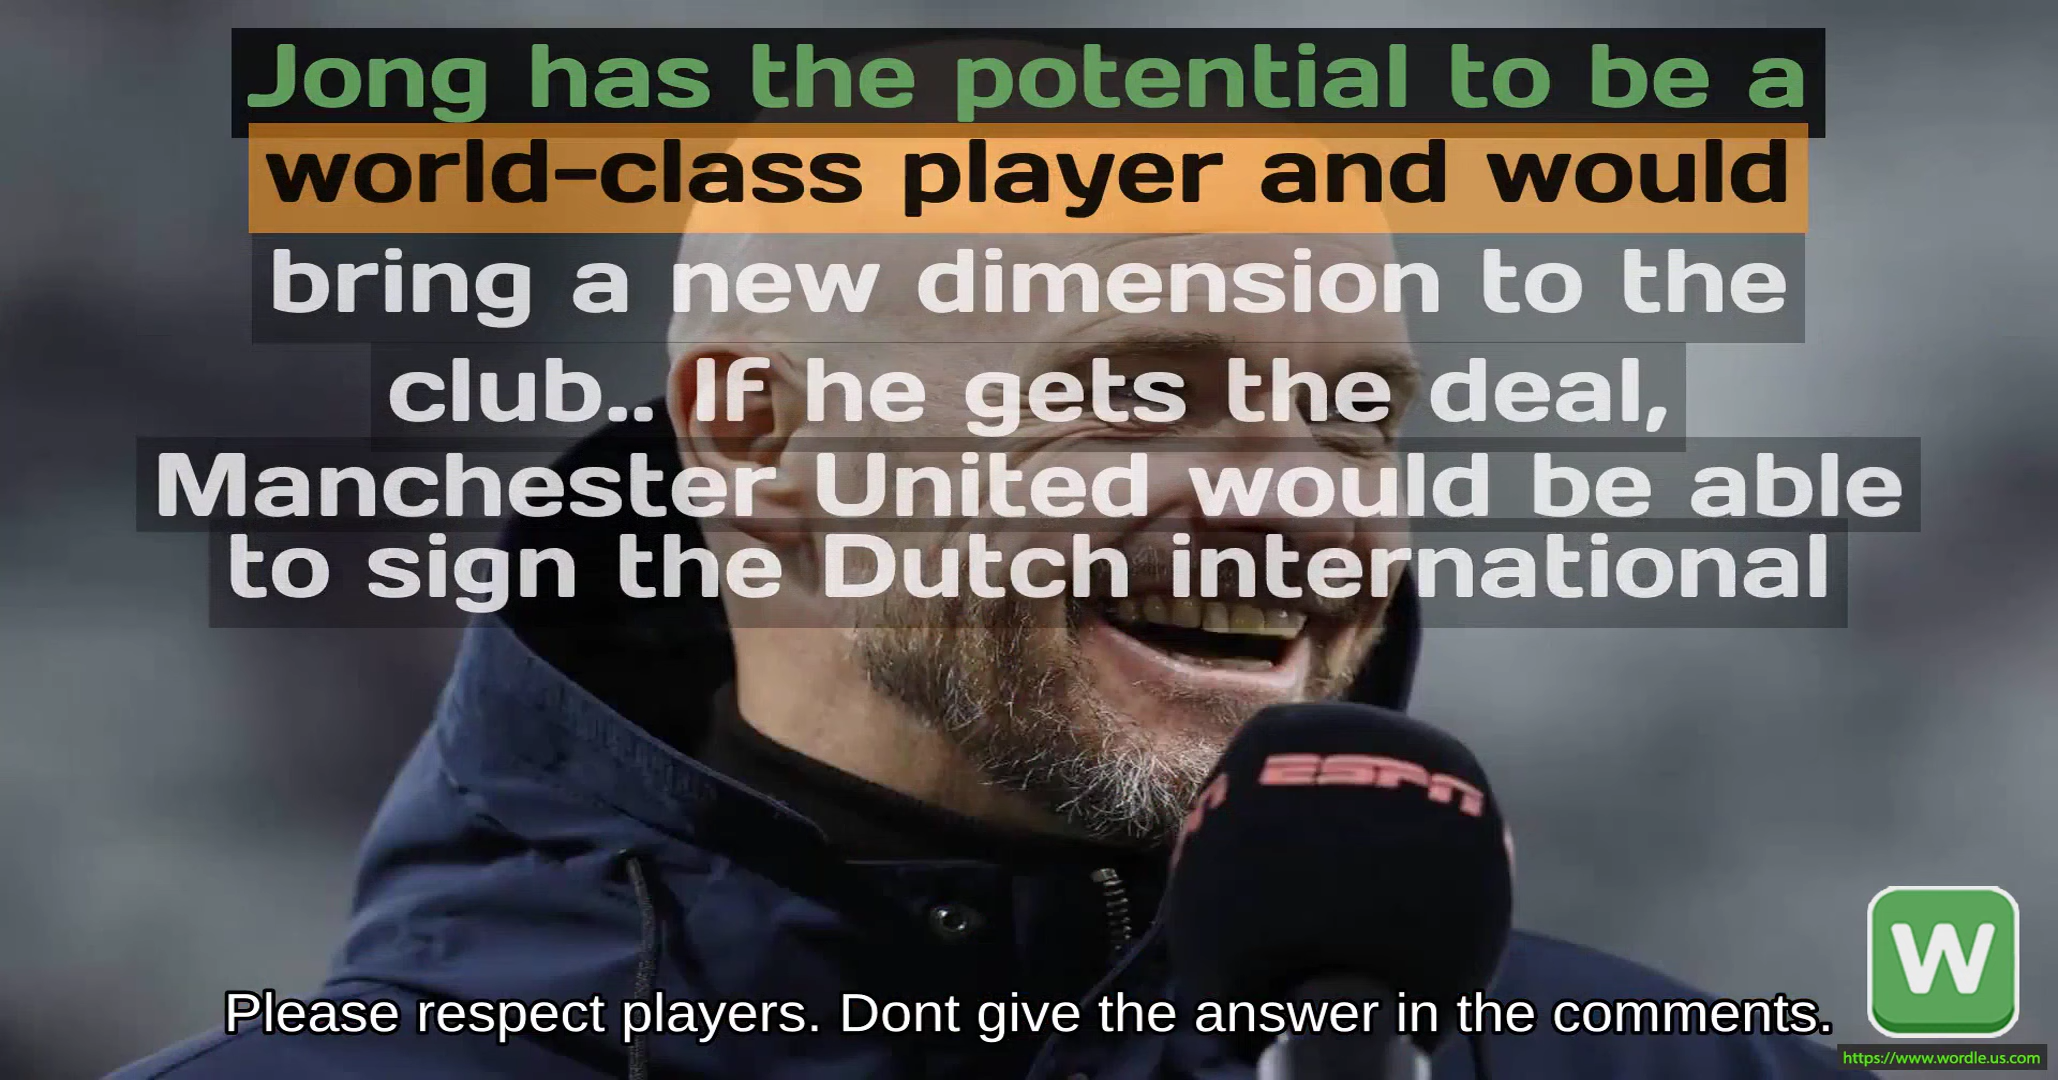 Jong has the potential to be a
world-class player and would
bring a new dimension to the
club.. If he gets the deal,
Manchester United would be able
to sign the Dutch international
ESPN
Please respect players. Dont give the answer in the comments.
W
https://www.wordle.us.com